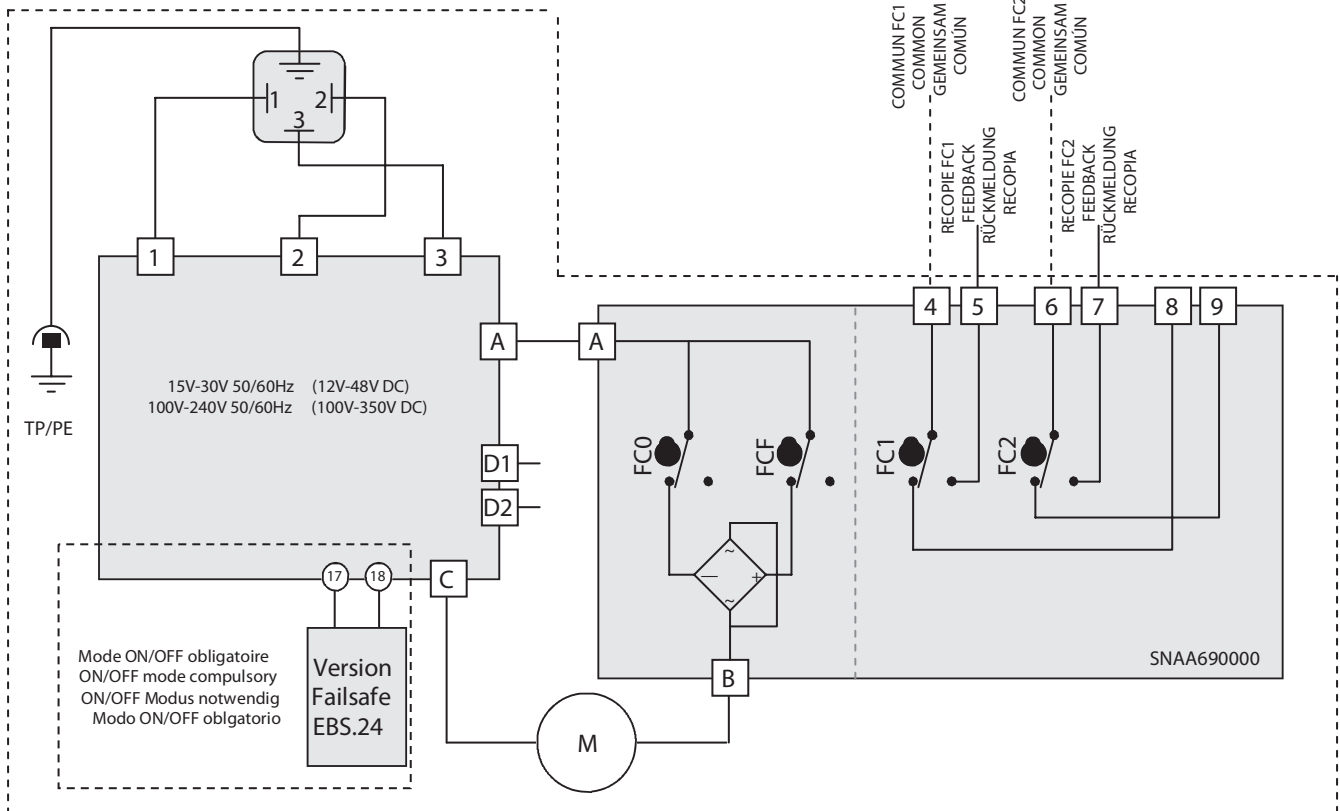 COMMUN FC1
COMMON
GEMEINSAM
COMÚN
COMMUN FC2
COMMON
GEMEINSAM
COMÚN
RECOPIE FC1
FEEDBACK
RÜCKMELDUNG
RECOPIA
RECOPIE FC2
FEEDBACK
RÜCKMELDUNG
RECOPIA
1 2
3
1 2 3
4 5 6 7 8 9
A A
15V-30V 50/60Hz (12V-48V DC)
100V-240V 50/60Hz (100V-350V DC)
TP/PE
D1
D2
FC0 FCF FC1 FC2
~
— +
~
17 18 C
Mode ON/OFF obligatoire
ON/OFF mode compulsory
ON/OFF Modus notwendig
Modo ON/OFF oblgatorio
Version
Failsafe
EBS.24
B
SNAA690000
M